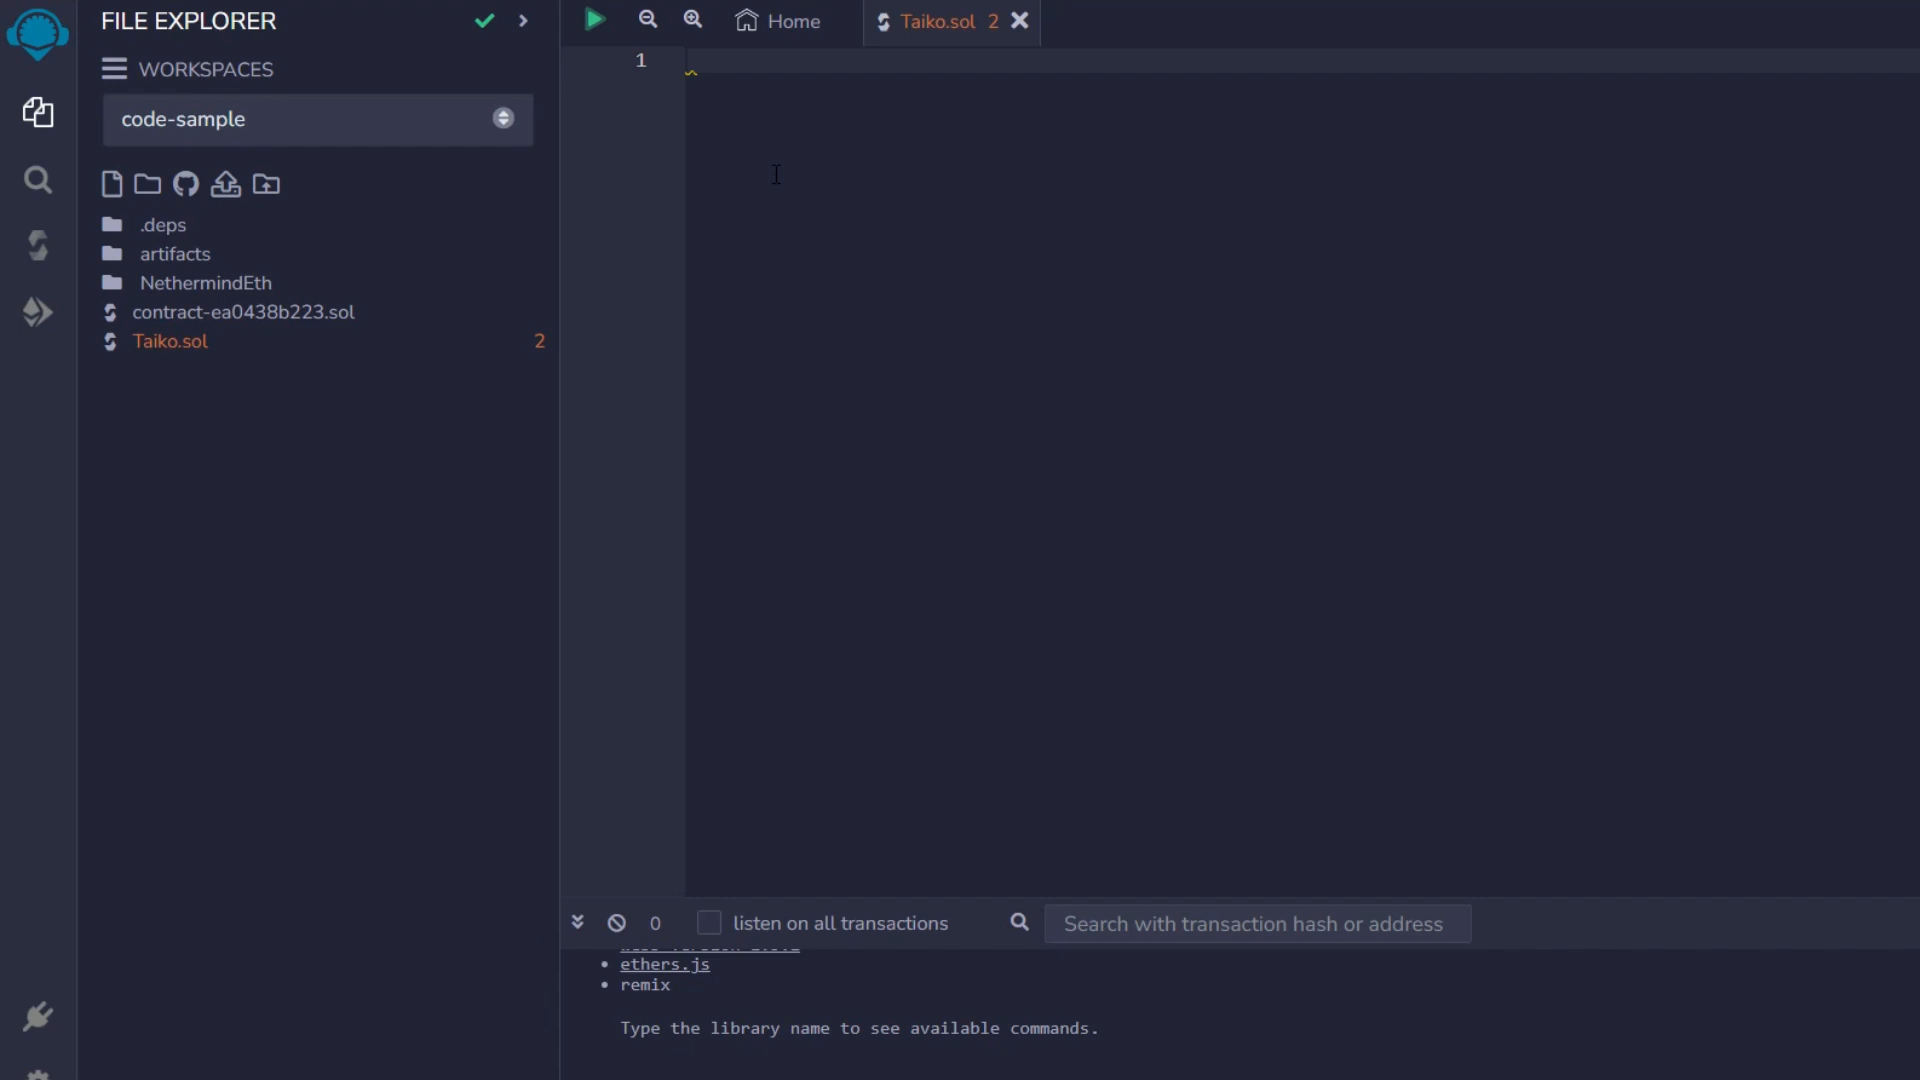 FILE EXPLORER
WORKSPACES
code-sample
.deps
artifacts
NethermindEth
contract-ea0438b223.sol
Taiko.sol 2
Home
Taiko.sol 2
1
0 listen on all transactions Search with transaction hash or address
ethers.js
remix
Type the library name to see available commands.